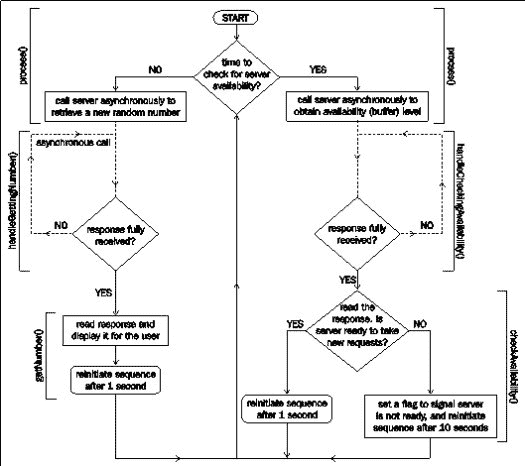 START
process()
process()
time to
check for server
availability?
NO
YES
call server asynchronously to
retrieve a new random number
call server asynchronously to
obtain availability (buffer) level
handleGettingNumber()
asynchronous call
handleCheckingAvailability()
response fully
received?
NO
response fully
received?
NO
YES
YES
getNumber()
read response and
display it for the user
read the
response. Is
server ready to take
new requests?
YES
NO
checkAvailability()
reinitiate sequence
after 1 second
reinitiate sequence
after 1 second
set a flag to signal server
is not ready, and reinitiate
sequence after 10 seconds